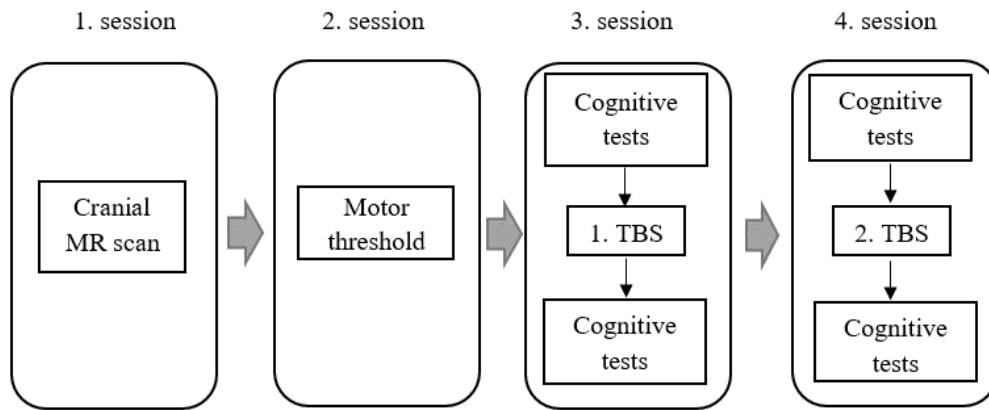 1. session
2. session
3. session
4. session
Cranial
MR scan
Motor
threshold
Cognitive
tests
1. TBS
Cognitive
tests
Cognitive
tests
2. TBS
Cognitive
tests